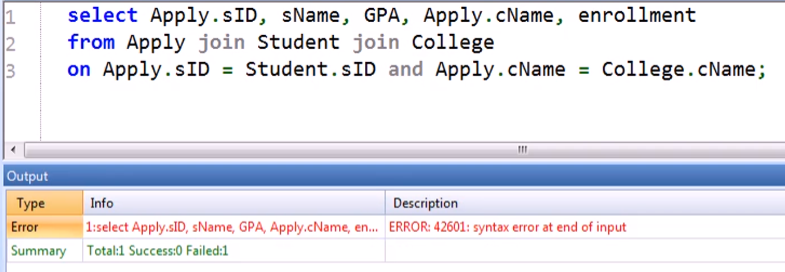 1 select Apply.sID, sName, GPA, Apply.cName, enrollment
2 from Apply join Student join College
3 on Apply.sID = Student.sID and Apply.cName = College.cName;
Output
Type Info Description
Error 1:select Apply.sID, sName, GPA, Apply.cName, en... ERROR: 42601: syntax error at end of input
Summary Total:1 Success:0 Failed:1